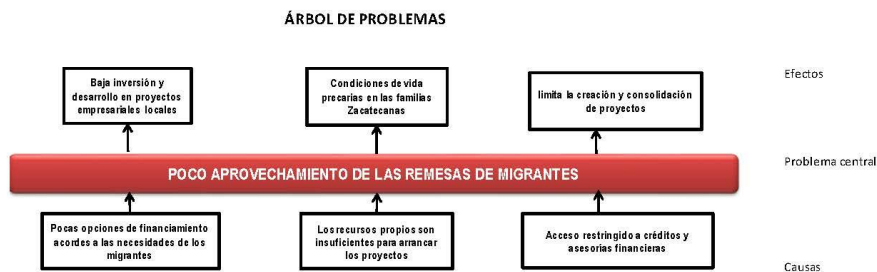 ÁRBOL DE PROBLEMAS
Baja inversión y
desarrollo en proyectos
empresariales locales
Condiciones de vida
precarias en las familias
Zacatecanas
limita la creación y consolidación
de proyectos
Efectos
POCO APROVECHAMIENTO DE LAS REMESAS DE MIGRANTES
Problema central
Pocas opciones de financiamiento
acordes a las necesidades de los
migrantes
Los recursos propios son
insuficientes para arrancar
los proyectos
Acceso restringido a créditos y
asesorias financieras
Causas